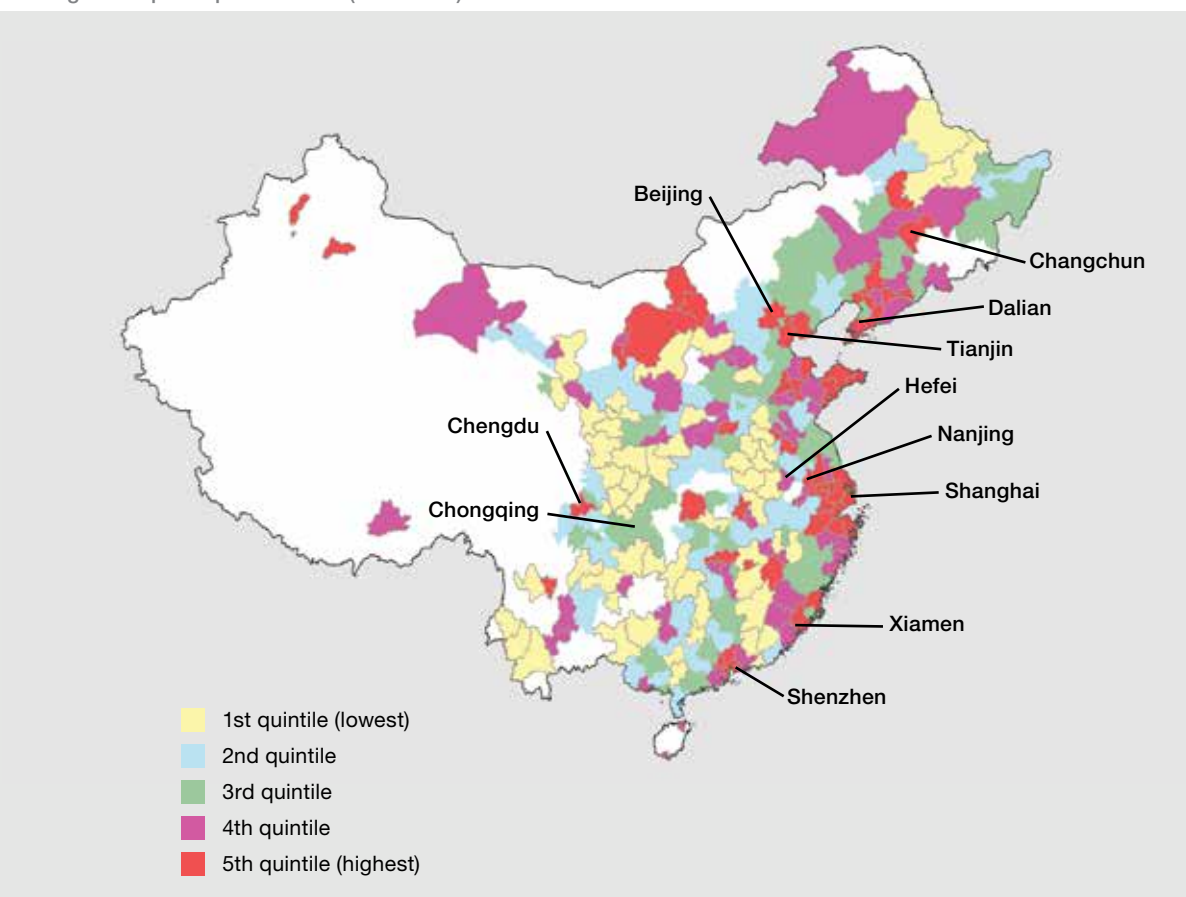 Beijing
Changchun
Dalian
Tianjin
Hefei
Chengdu
Nanjing
Shanghai
Chongqing
Xiamen
Shenzhen
1st quintile (lowest)
2nd quintile
3rd quintile
4th quintile
5th quintile (highest)